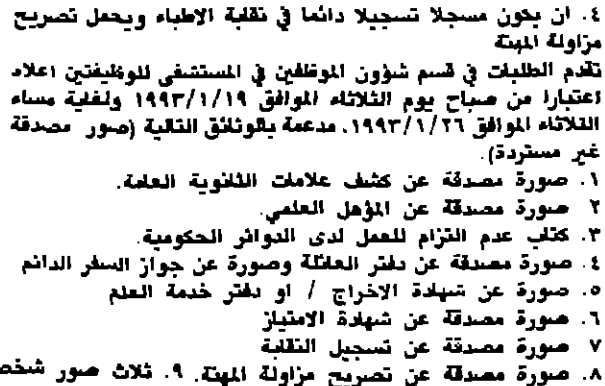 ٤. ان يكون مسجلا تسجيلا دائما في نقابة الاطباء ويحمل تصريح
مزاولة المهنة
تقدم الطلبات في قسم شؤون الموظفين في المستشفى للوظيفتين اعلاه
اعتبارا من صباح يوم الثلاثاء الموافق ١٩٩٣/١/١٩ ولغاية مساء
الثلاثاء الموافق ١٩٩٣/١/٢٦. مدعمة بالوثائق التالية (صور مصدقة
غير مستردة).
١. صورة مصدقة عن كشف علامات الثانوية العامة.
٢ صورة مصدقة عن المؤهل العلمي.
٣. كتاب عدم التزام للعمل لدى الدوائر الحكومية.
٤. صورة مصدقة عن دفتر العائلة وصورة عن جواز السفر الدائم
٥. صورة عن شهادة الاخراج / او دفتر خدمة العلم
٦. صورة مصدقة عن شهادة الامتياز
٧ صورة مصدقة عن تسجيل النقابة
٨. صورة مصدقة عن تصريح مزاولة المهنة. ٩. ثلاث صور شخص